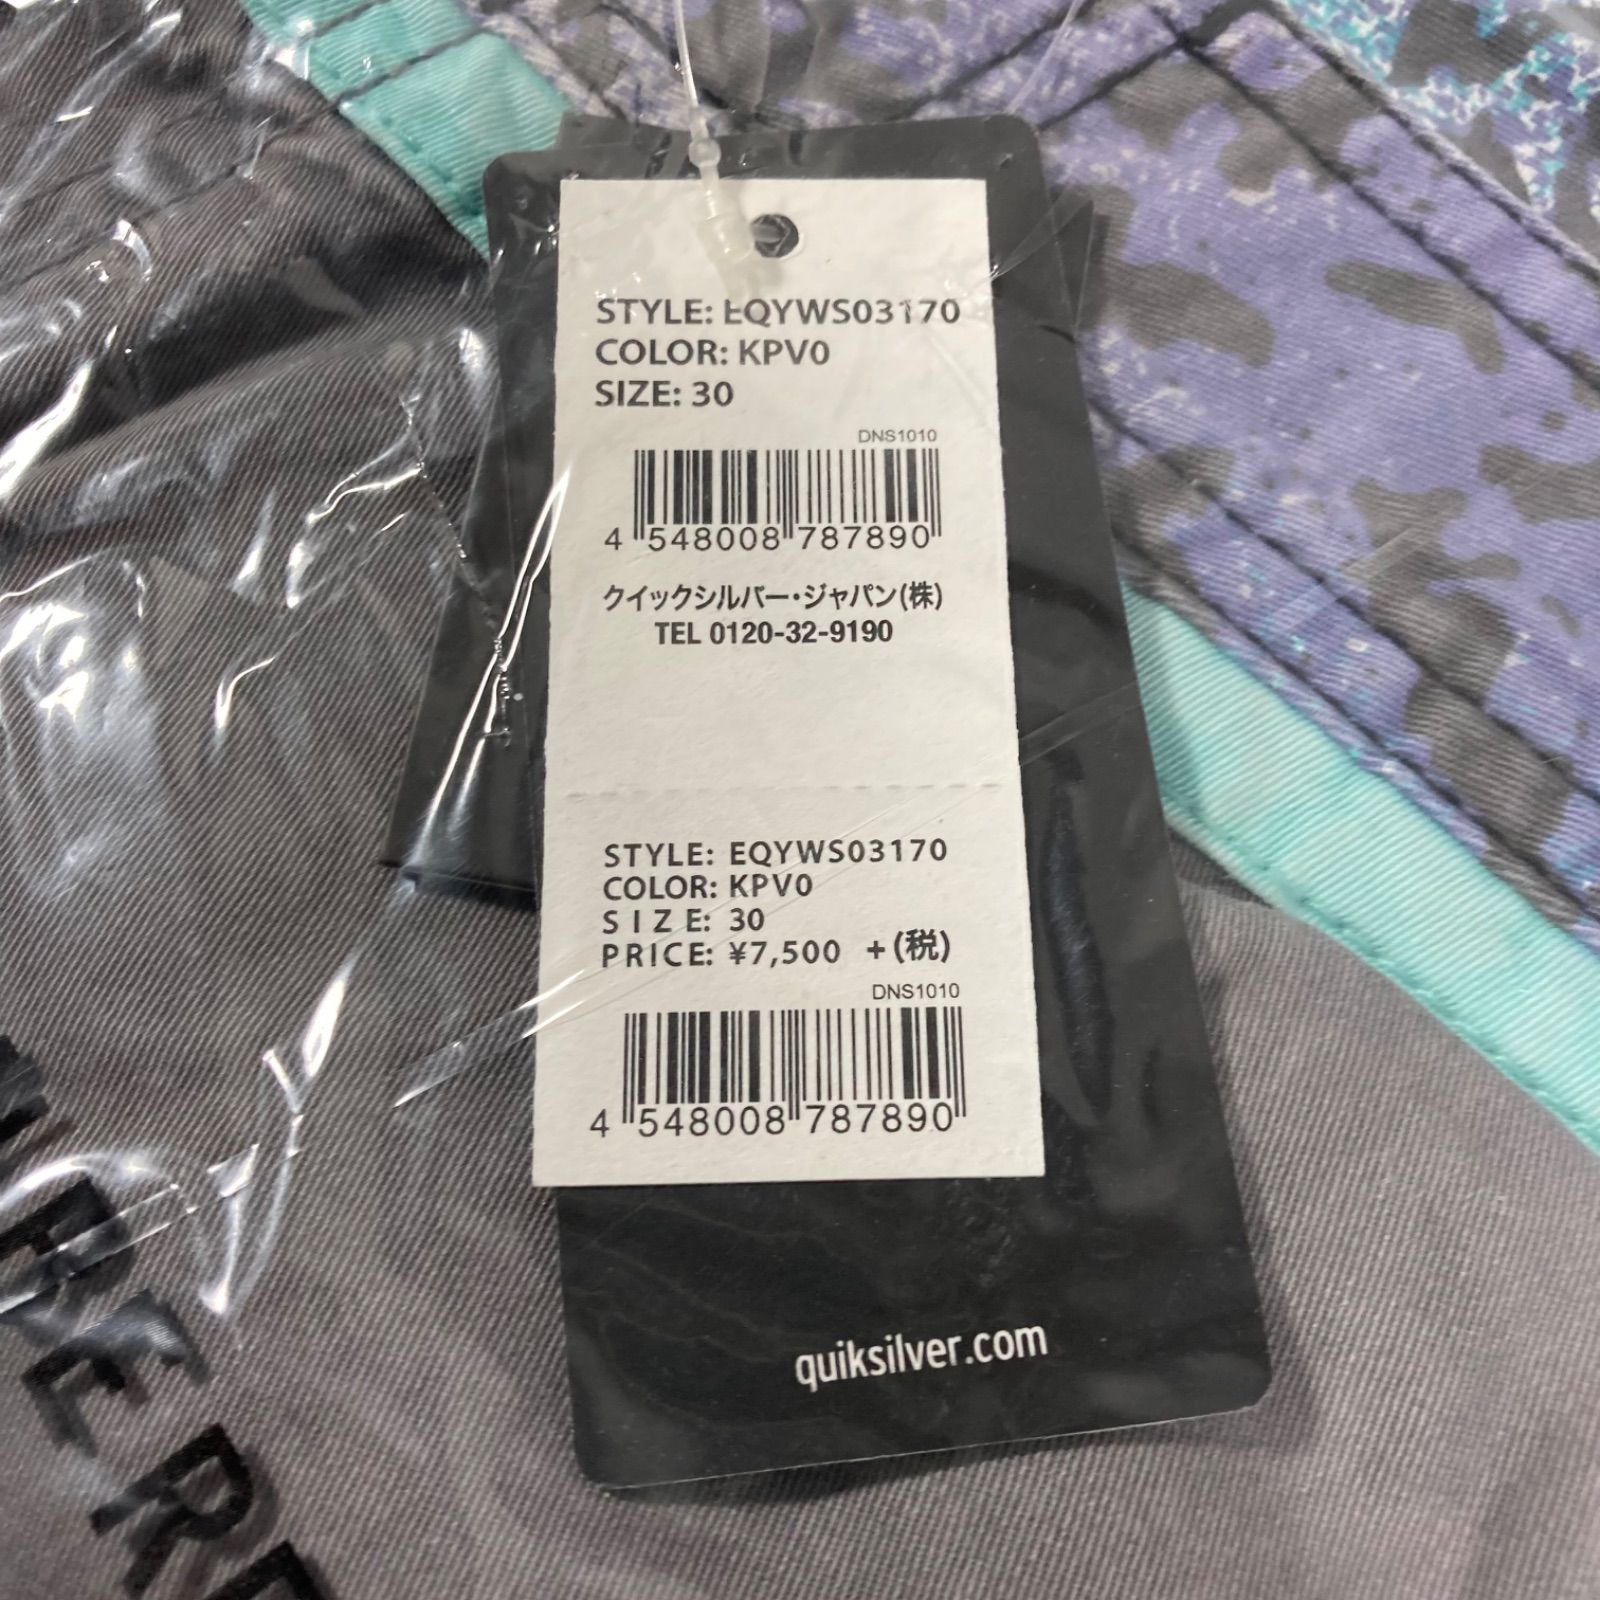 STYLE: EQYWS03170
COLOR: KPV0
SIZE: 30
DNS1010
4 548008 787890
クイックシルバー・ジャパン(株)
TEL 0120-32-9190
STYLE: EQYWS03170
COLOR: KPV0
SIZE: 30
PRICE: ¥7,500 +(税)
DNS1010
4 548008 787890
quiksilver.com